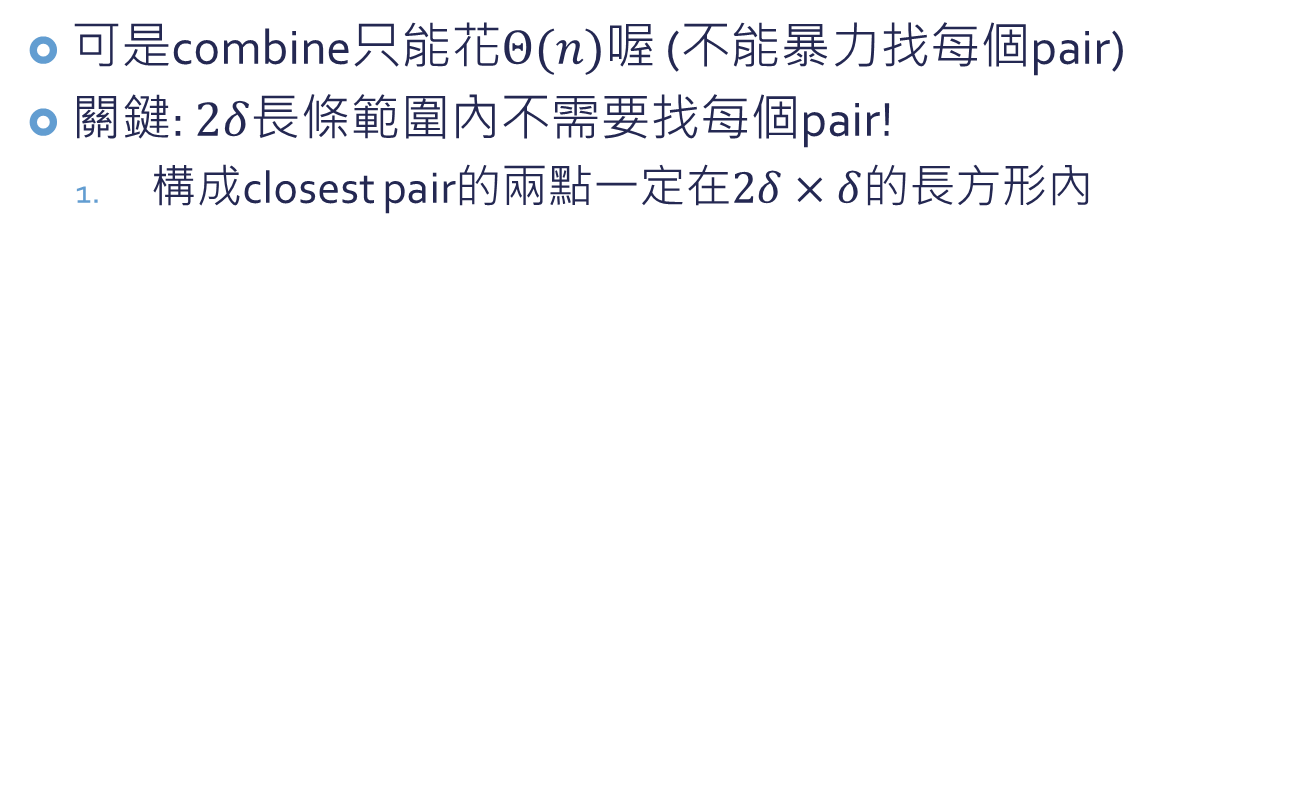 可是combine只能花Θ(n)喔 (不能暴力找每個pair)
關鍵: 2δ長條範圍內不需要找每個pair!
1. 構成closest pair的兩點一定在2δ × δ的長方形內